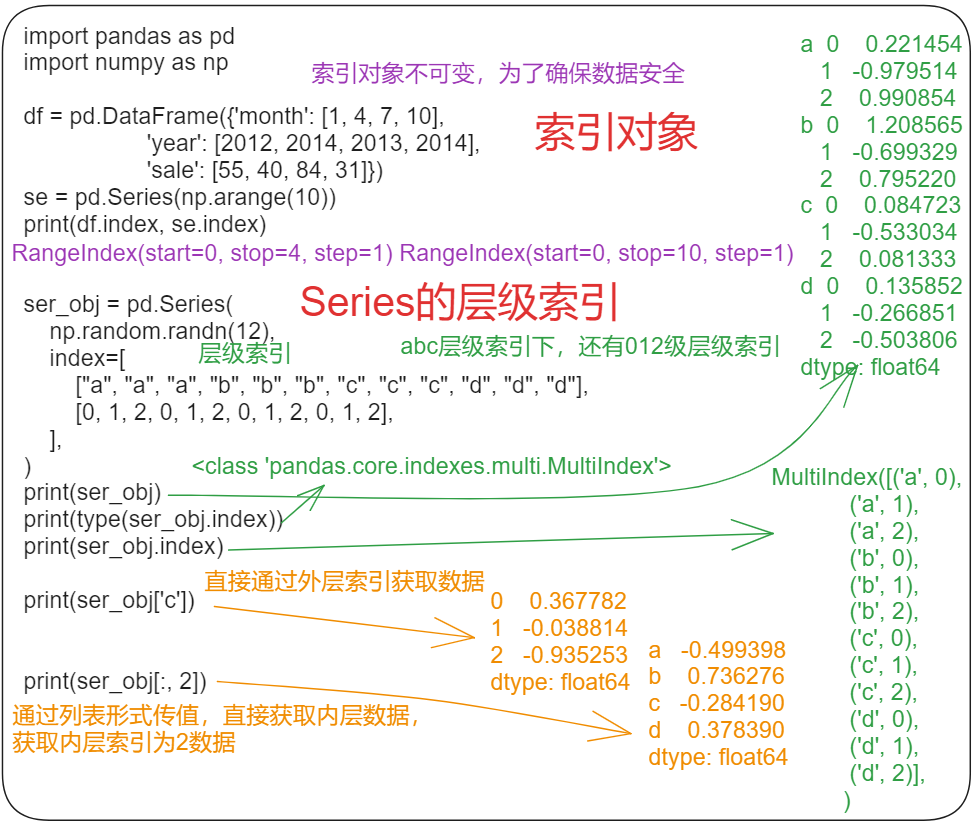 import pandas as pd
import numpy as np
索引对象不可变，为了确保数据安全
df = pd.DataFrame({'month': [1, 4, 7, 10],
'year': [2012, 2014, 2013, 2014],
'sale': [55, 40, 84, 31]})
索引对象
se = pd.Series(np.arange(10))
print(df.index, se.index)
RangeIndex(start=0, stop=4, step=1) RangeIndex(start=0, stop=10, step=1)
Series的层级索引
ser_obj = pd.Series(
np.random.randn(12),
index=[
层级索引
abc层级索引下，还有012级层级索引
["a", "a", "a", "b", "b", "b", "c", "c", "c", "d", "d", "d"],
[0, 1, 2, 0, 1, 2, 0, 1, 2, 0, 1, 2],
],
)
<class 'pandas.core.indexes.multi.MultiIndex'>
print(ser_obj)
print(type(ser_obj.index))
print(ser_obj.index)
直接通过外层索引获取数据
print(ser_obj['c'])
print(ser_obj[:, 2])
通过列表形式传值，直接获取内层数据，
获取内层索引为2数据
0 0.367782
1 -0.038814
2 -0.935253
dtype: float64
a -0.499398
b 0.736276
c -0.284190
d 0.378390
dtype: float64
a 0 0.221454
1 -0.979514
2 0.990854
b 0 1.208565
1 -0.699329
2 0.795220
c 0 0.084723
1 -0.533034
2 0.081333
d 0 0.135852
1 -0.266851
2 -0.503806
dtype: float64
MultiIndex([('a', 0),
('a', 1),
('a', 2),
('b', 0),
('b', 1),
('b', 2),
('c', 0),
('c', 1),
('c', 2),
('d', 0),
('d', 1),
('d', 2)],
)